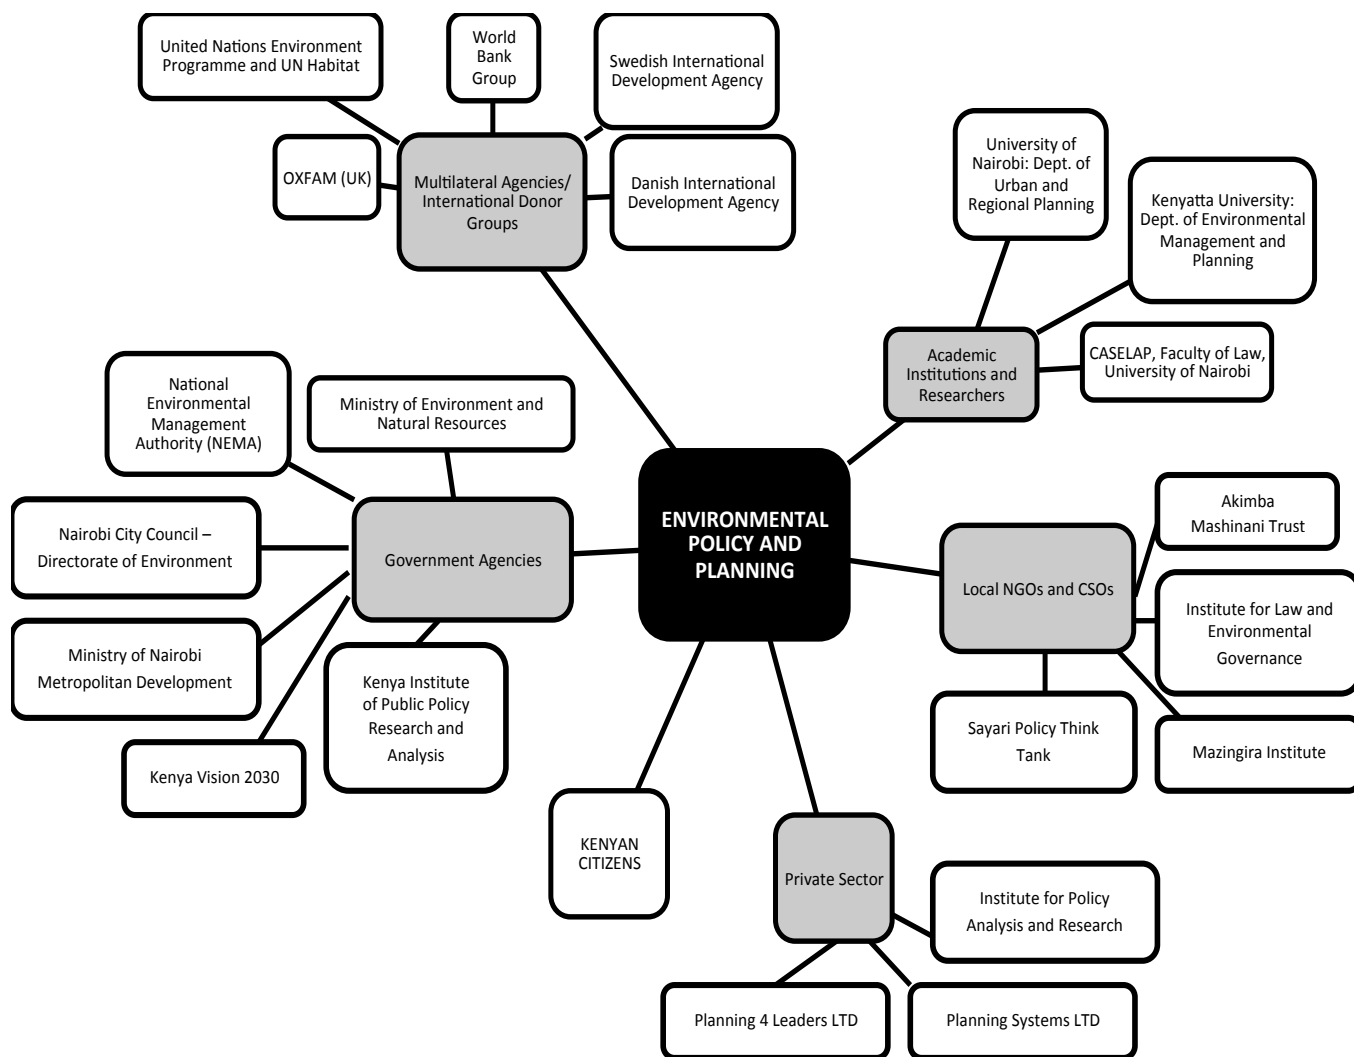 United Nations Environment
Programme and UN Habitat
World
Bank
Group
Swedish International
Development Agency
OXFAM (UK)
Multilateral Agencies/
International Donor
Groups
Danish International
Development Agency
University of
Nairobi: Dept. of
Urban and
Regional Planning
Kenyatta University:
Dept. of Environmental
Management and
Planning
Academic
Institutions and
Researchers
CASELAP, Faculty of Law,
University of Nairobi
National
Environmental
Management
Authority (NEMA)
Ministry of Environment and
Natural Resources
Nairobi City Council –
Directorate of Environment
Government Agencies
ENVIRONMENTAL
POLICY AND
PLANNING
Local NGOs and CSOs
Akimba
Mashinani Trust
Institute for Law and
Environmental
Governance
Ministry of Nairobi
Metropolitan Development
Kenya Institute
of Public Policy
Research and
Analysis
Kenya Vision 2030
Sayari Policy Think
Tank
Mazingira Institute
KENYAN
CITIZENS
Private Sector
Institute for Policy
Analysis and Research
Planning 4 Leaders LTD
Planning Systems LTD